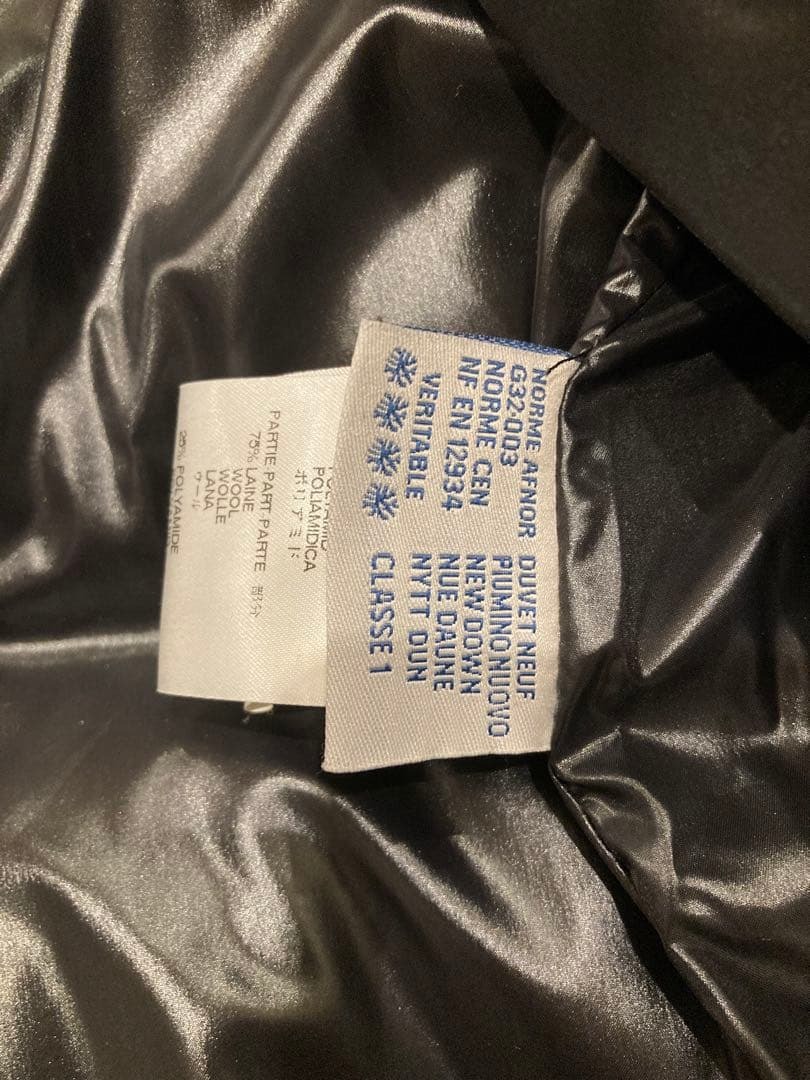 NORME AFNOR
G32-003
NORME CEN
NF EN 12934
VERITABLE
DUVET NEUF
PIUMINO NUOVO
NEW DOWN
NUE DAUNE
NYTT DUN
CLASSE 1
POLIAMIDICA
ポリアミド
PARTIE-PART-PARTE 部分
75% LAINE
WOOL
WOLLE
LANA
ウール
25% POLYAMIDE